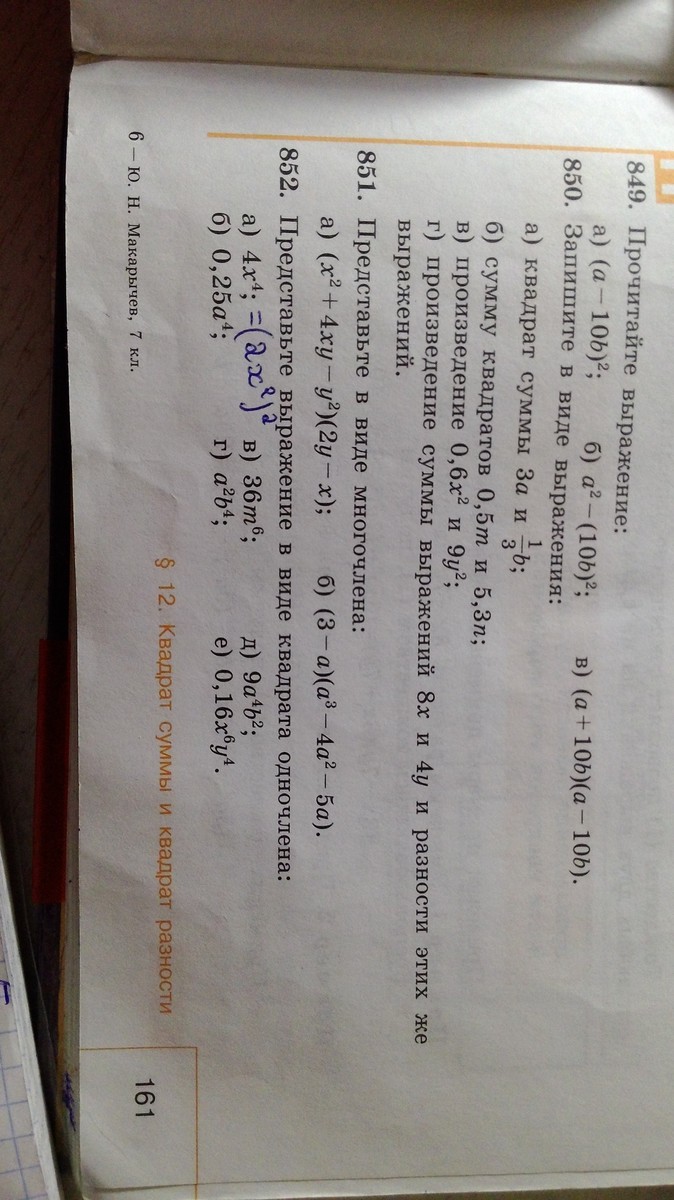 849. Прочитайте выражение:
а) (a − 10b)²; б) a² − (10b)²; в) (a + 10b)(a − 10b).
850. Запишите в виде выражения:
а) квадрат суммы 3a и 1/3 b;
б) сумму квадратов 0,5m и 5,3n;
в) произведение 0,6x² и 9y²;
г) произведение суммы выражений 8x и 4y и разности этих же
выражений.
851. Представьте в виде многочлена:
а) (x² + 4xy − y²)(2y − x); б) (3 − a)(a³ − 4a² − 5a).
852. Представьте выражение в виде квадрата одночлена:
а) 4x⁴; =(2x²)² в) 36m⁶; д) 9a⁴b²;
б) 0,25a⁴; г) a²b⁴; е) 0,16x⁶y⁴.
§ 12. Квадрат суммы и квадрат разности
161
6 — Ю. Н. Макарычев, 7 кл.